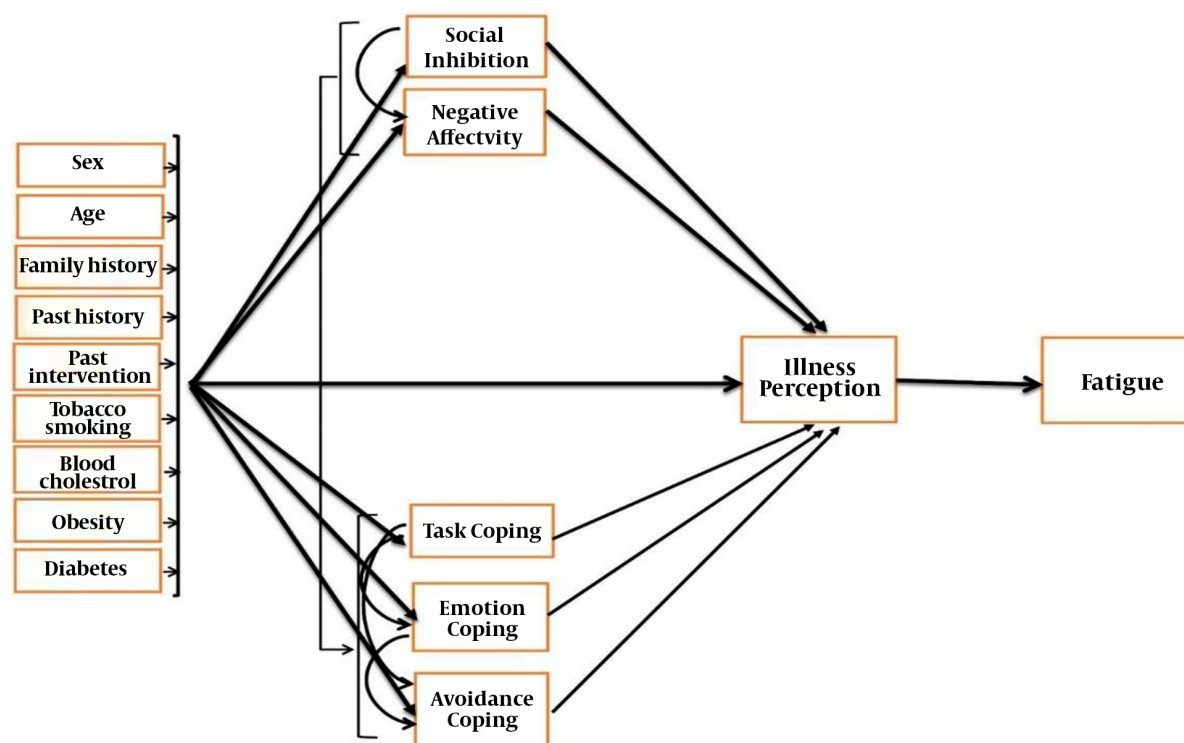 Social
Inhibition
Negative
Affectvity
Sex
Age
Family history
Past history
Past
intervention
Tobacco
smoking
Blood
cholestrol
Obesity
Diabetes
Illness
Perception
Fatigue
Task Coping
Emotion
Coping
Avoidance
Coping